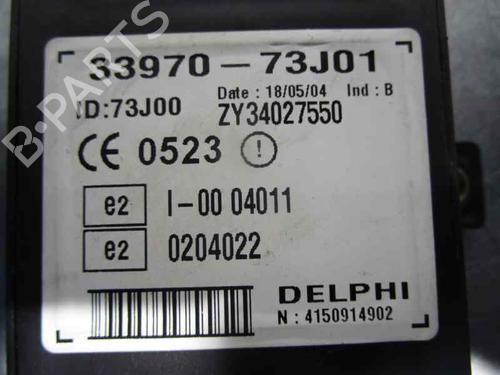 33970-73J01
Date : 18/05/04 Ind : B
ID:73J00 ZY34027550
CE 0523 !
e2 I-00 04011
e2 0204022
DELPHI
N : 4150914902
B-PARTS